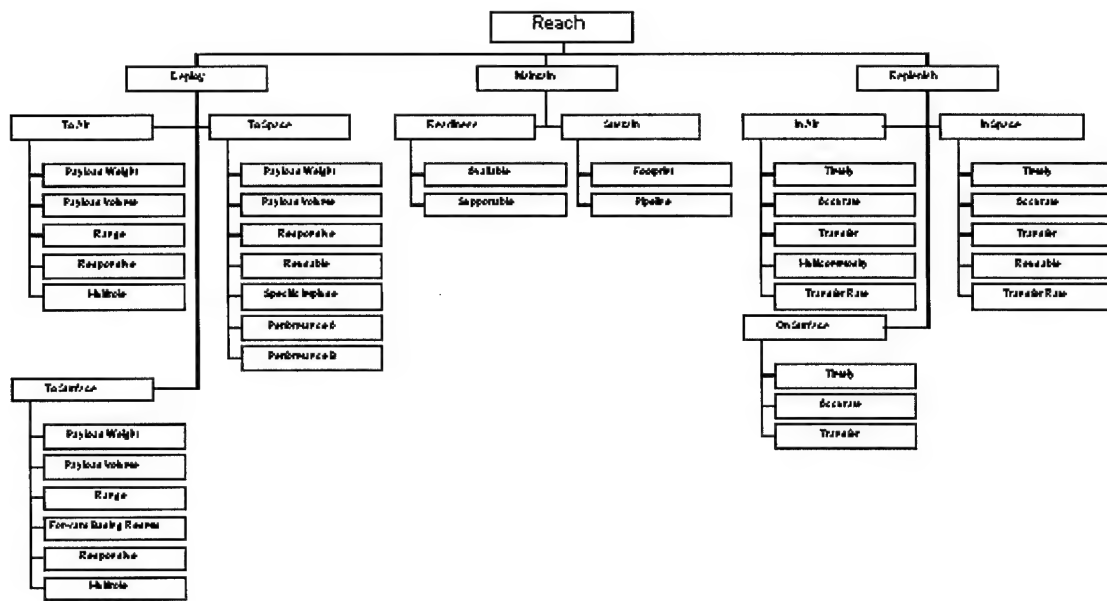 Reach
Deploy
Maintain
Replenish
To Air
To Space
Readiness
Sustain
In Air
In Space
Payload Weight
Payload Volume
Range
Responsive
Multirole
Payload Weight
Payload Volume
Responsive
Reusable
Specific Impluse
Performance A
Performance B
Available
Supportable
Footprint
Pipeline
Timely
Accurate
Transfer
Multicommodity
Transfer Rate
Timely
Accurate
Transfer
Reusable
Transfer Rate
On Surface
Timely
Accurate
Transfer
To Surface
Payload Weight
Payload Volume
Range
Forward Basing
Responsive
Multirole